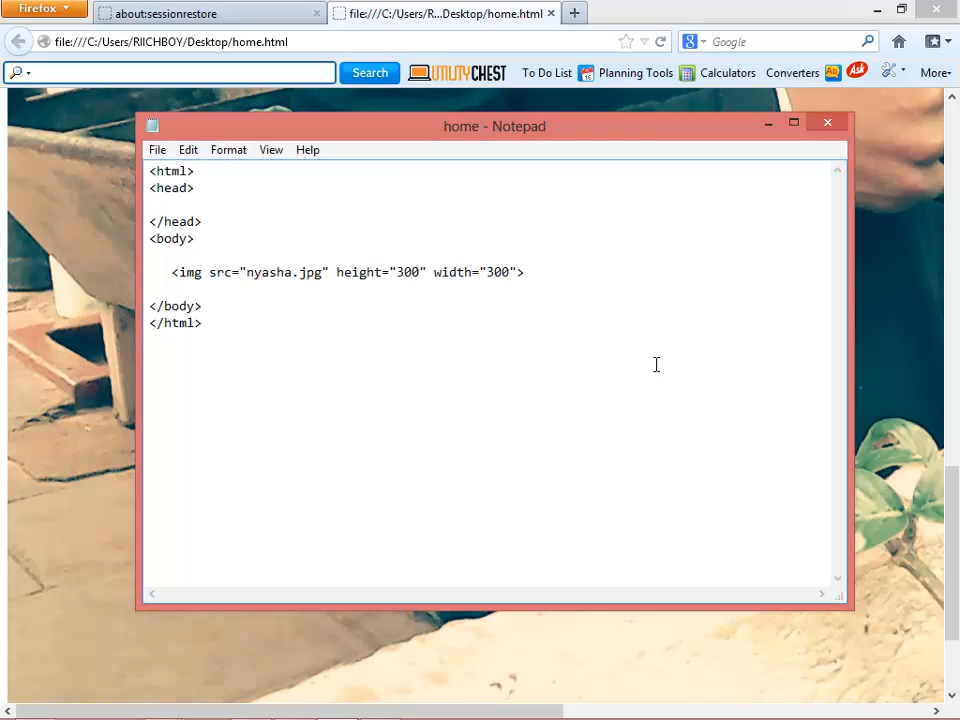 Firefox
about:sessionrestore
file:///C:/Users/R...Desktop/home.html
file:///C:/Users/RIICHBOY/Desktop/home.html
Google
Search
UTILITYCHEST
To Do List
Planning Tools
Calculators
Converters
Ask
More
home - Notepad
File Edit Format View Help
<html>
<head>
</head>
<body>
<img src="nyasha.jpg" height="300" width="300">
</body>
</html>